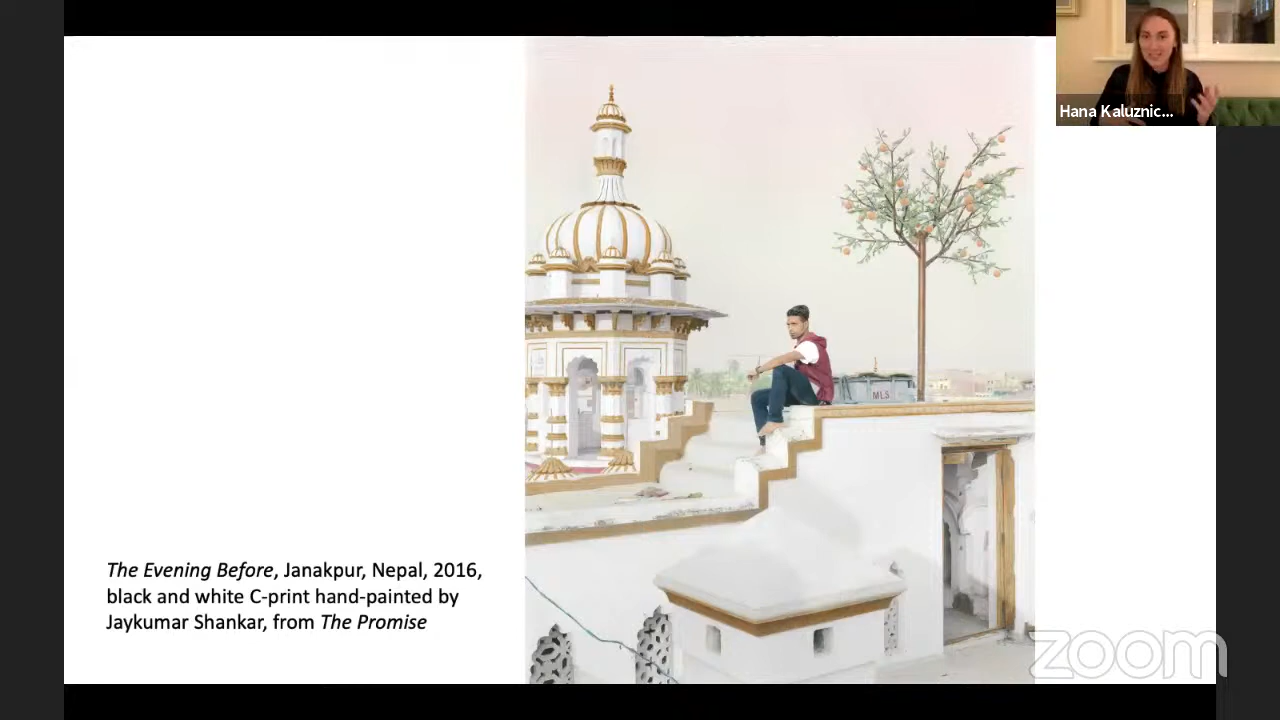 Hana Kaluznic...
MLS
The Evening Before, Janakpur, Nepal, 2016,
black and white C-print hand-painted by
Jaykumar Shankar, from The Promise
zoom